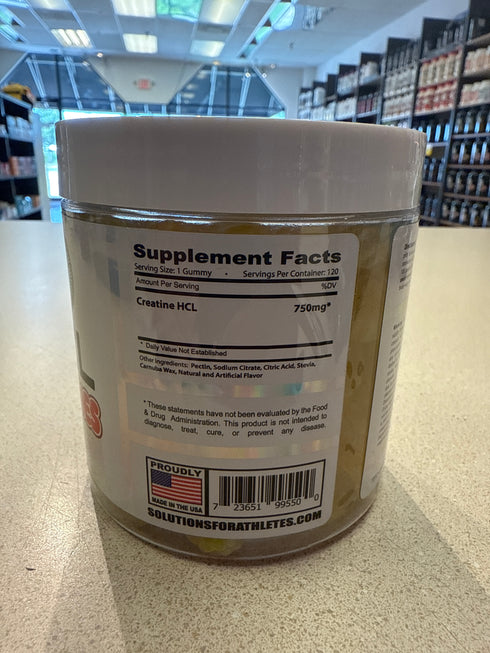 Supplement Facts
Serving Size: 1 Gummy • Servings Per Container: 120
Amount Per Serving %DV
Creatine HCL 750mg*
* Daily Value Not Established
Other Ingredients: Pectin, Sodium Citrate, Citric Acid, Stevia,
Carnuba Wax, Natural and Artificial Flavor
*These statements have not been evaluated by the Food
& Drug Administration. This product is not intended to
diagnose, treat, cure, or prevent any disease.
PROUDLY
MADE IN THE USA
7 23651 99550 0
SOLUTIONSFORATHLETES.COM